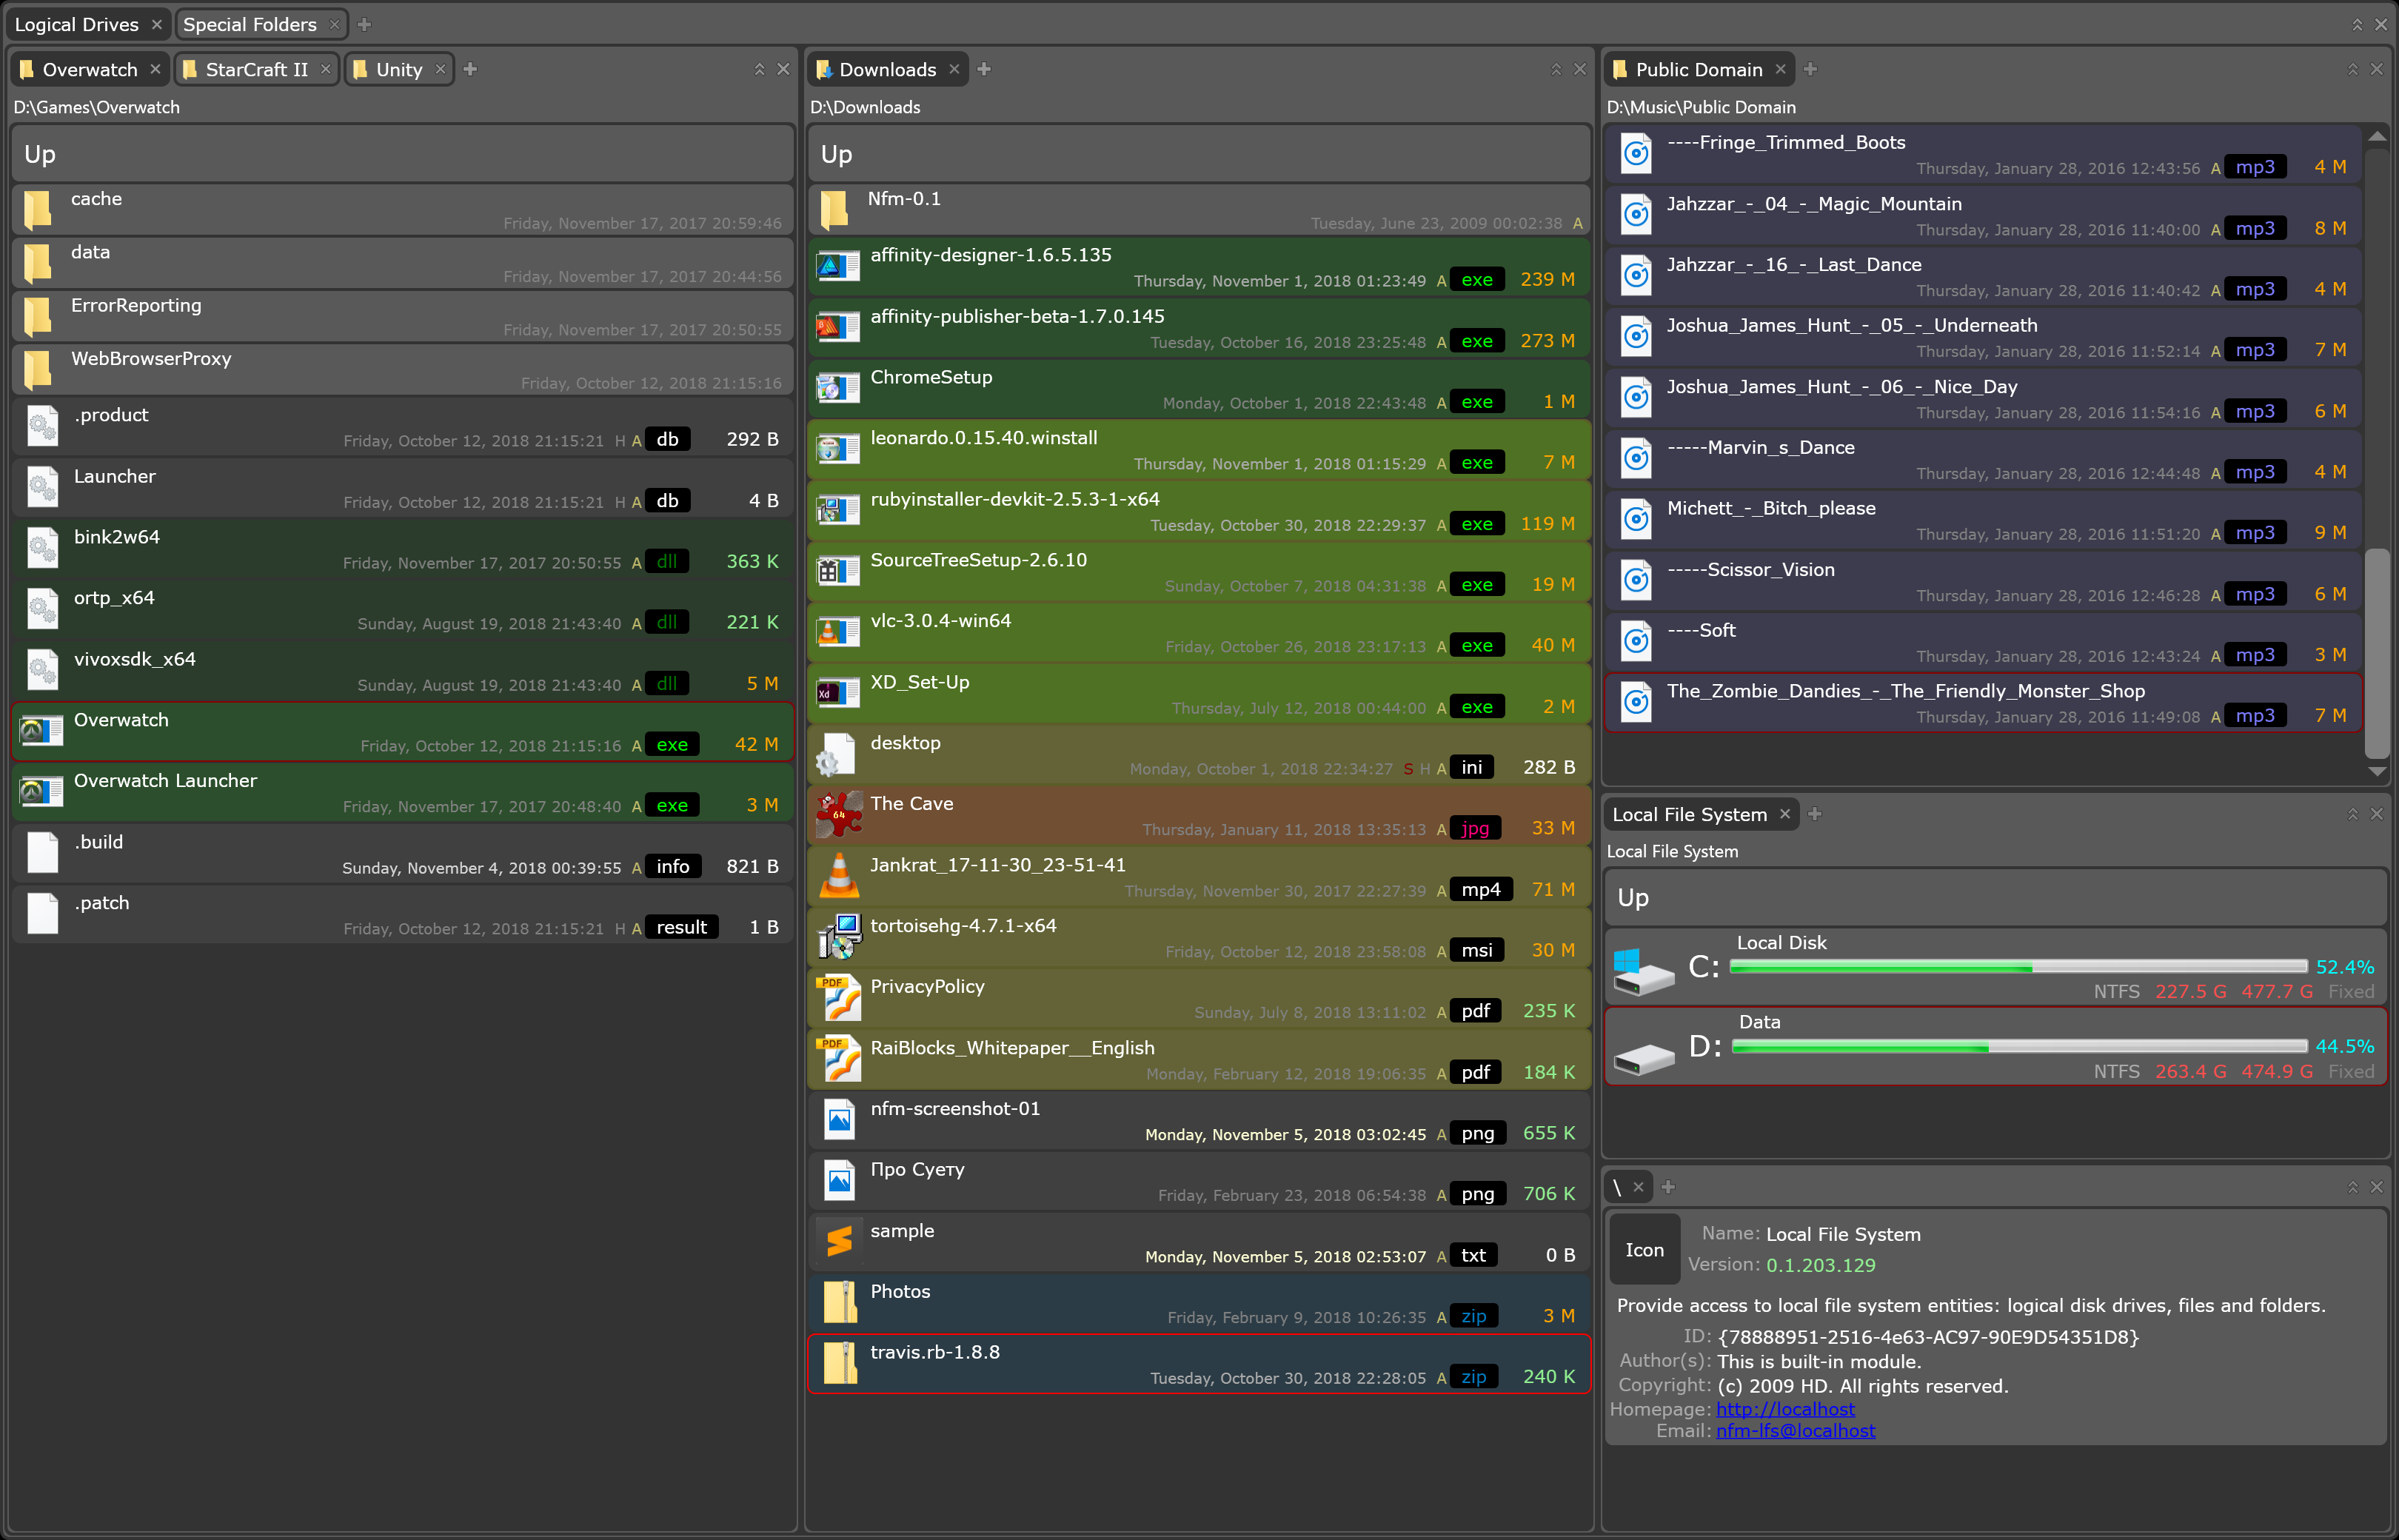 Logical Drives
Special Folders
Overwatch
StarCraft II
Unity
D:\Games\Overwatch
Up
cache
Friday, November 17, 2017 20:59:46
data
Friday, November 17, 2017 20:44:56
ErrorReporting
Friday, November 17, 2017 20:50:55
WebBrowserProxy
Friday, October 12, 2018 21:15:16
.product
Friday, October 12, 2018 21:15:21 H A db 292 B
Launcher
Friday, October 12, 2018 21:15:21 H A db 4 B
bink2w64
Friday, November 17, 2017 20:50:55 A dll 363 K
ortp_x64
Sunday, August 19, 2018 21:43:40 A dll 221 K
vivoxsdk_x64
Sunday, August 19, 2018 21:43:40 A dll 5 M
Overwatch
Friday, October 12, 2018 21:15:16 A exe 42 M
Overwatch Launcher
Friday, November 17, 2017 20:48:40 A exe 3 M
.build
Sunday, November 4, 2018 00:39:55 A info 821 B
.patch
Friday, October 12, 2018 21:15:21 H A result 1 B
Downloads
D:\Downloads
Up
Nfm-0.1
Tuesday, June 23, 2009 00:02:38 A
affinity-designer-1.6.5.135
Thursday, November 1, 2018 01:23:49 A exe 239 M
affinity-publisher-beta-1.7.0.145
Tuesday, October 16, 2018 23:25:48 A exe 273 M
ChromeSetup
Monday, October 1, 2018 22:43:48 A exe 1 M
leonardo.0.15.40.winstall
Thursday, November 1, 2018 01:15:29 A exe 7 M
rubyinstaller-devkit-2.5.3-1-x64
Tuesday, October 30, 2018 22:29:37 A exe 119 M
SourceTreeSetup-2.6.10
Sunday, October 7, 2018 04:31:38 A exe 19 M
vlc-3.0.4-win64
Friday, October 26, 2018 23:17:13 A exe 40 M
XD_Set-Up
Thursday, July 12, 2018 00:44:00 A exe 2 M
desktop
Monday, October 1, 2018 22:34:27 S H A ini 282 B
The Cave
Thursday, January 11, 2018 13:35:13 A jpg 33 M
Jankrat_17-11-30_23-51-41
Thursday, November 30, 2017 22:27:39 A mp4 71 M
tortoisehg-4.7.1-x64
Friday, October 12, 2018 23:58:08 A msi 30 M
PrivacyPolicy
Sunday, July 8, 2018 13:11:02 A pdf 235 K
RaiBlocks_Whitepaper__English
Monday, February 12, 2018 19:06:35 A pdf 184 K
nfm-screenshot-01
Monday, November 5, 2018 03:02:45 A png 655 K
Про Суету
Friday, February 23, 2018 06:54:38 A png 706 K
sample
Monday, November 5, 2018 02:53:07 A txt 0 B
Photos
Friday, February 9, 2018 10:26:35 A zip 3 M
travis.rb-1.8.8
Tuesday, October 30, 2018 22:28:05 A zip 240 K
Public Domain
D:\Music\Public Domain
----Fringe_Trimmed_Boots
Thursday, January 28, 2016 12:43:56 A mp3 4 M
Jahzzar_-_04_-_Magic_Mountain
Thursday, January 28, 2016 11:40:00 A mp3 8 M
Jahzzar_-_16_-_Last_Dance
Thursday, January 28, 2016 11:40:42 A mp3 4 M
Joshua_James_Hunt_-_05_-_Underneath
Thursday, January 28, 2016 11:52:14 A mp3 7 M
Joshua_James_Hunt_-_06_-_Nice_Day
Thursday, January 28, 2016 11:54:16 A mp3 6 M
-----Marvin_s_Dance
Thursday, January 28, 2016 12:44:48 A mp3 4 M
Michett_-_Bitch_please
Thursday, January 28, 2016 11:51:20 A mp3 9 M
-----Scissor_Vision
Thursday, January 28, 2016 12:46:28 A mp3 6 M
----Soft
Thursday, January 28, 2016 12:43:24 A mp3 3 M
The_Zombie_Dandies_-_The_Friendly_Monster_Shop
Thursday, January 28, 2016 11:49:08 A mp3 7 M
Local File System
Local File System
Up
Local Disk
C: 52.4%
NTFS 227.5 G 477.7 G Fixed
Data
D: 44.5%
NTFS 263.4 G 474.9 G Fixed
\
Icon
Name: Local File System
Version: 0.1.203.129
Provide access to local file system entities: logical disk drives, files and folders.
ID: {78888951-2516-4e63-AC97-90E9D54351D8}
Author(s): This is built-in module.
Copyright: (c) 2009 HD. All rights reserved.
Homepage: http://localhost
Email: nfm-lfs@localhost